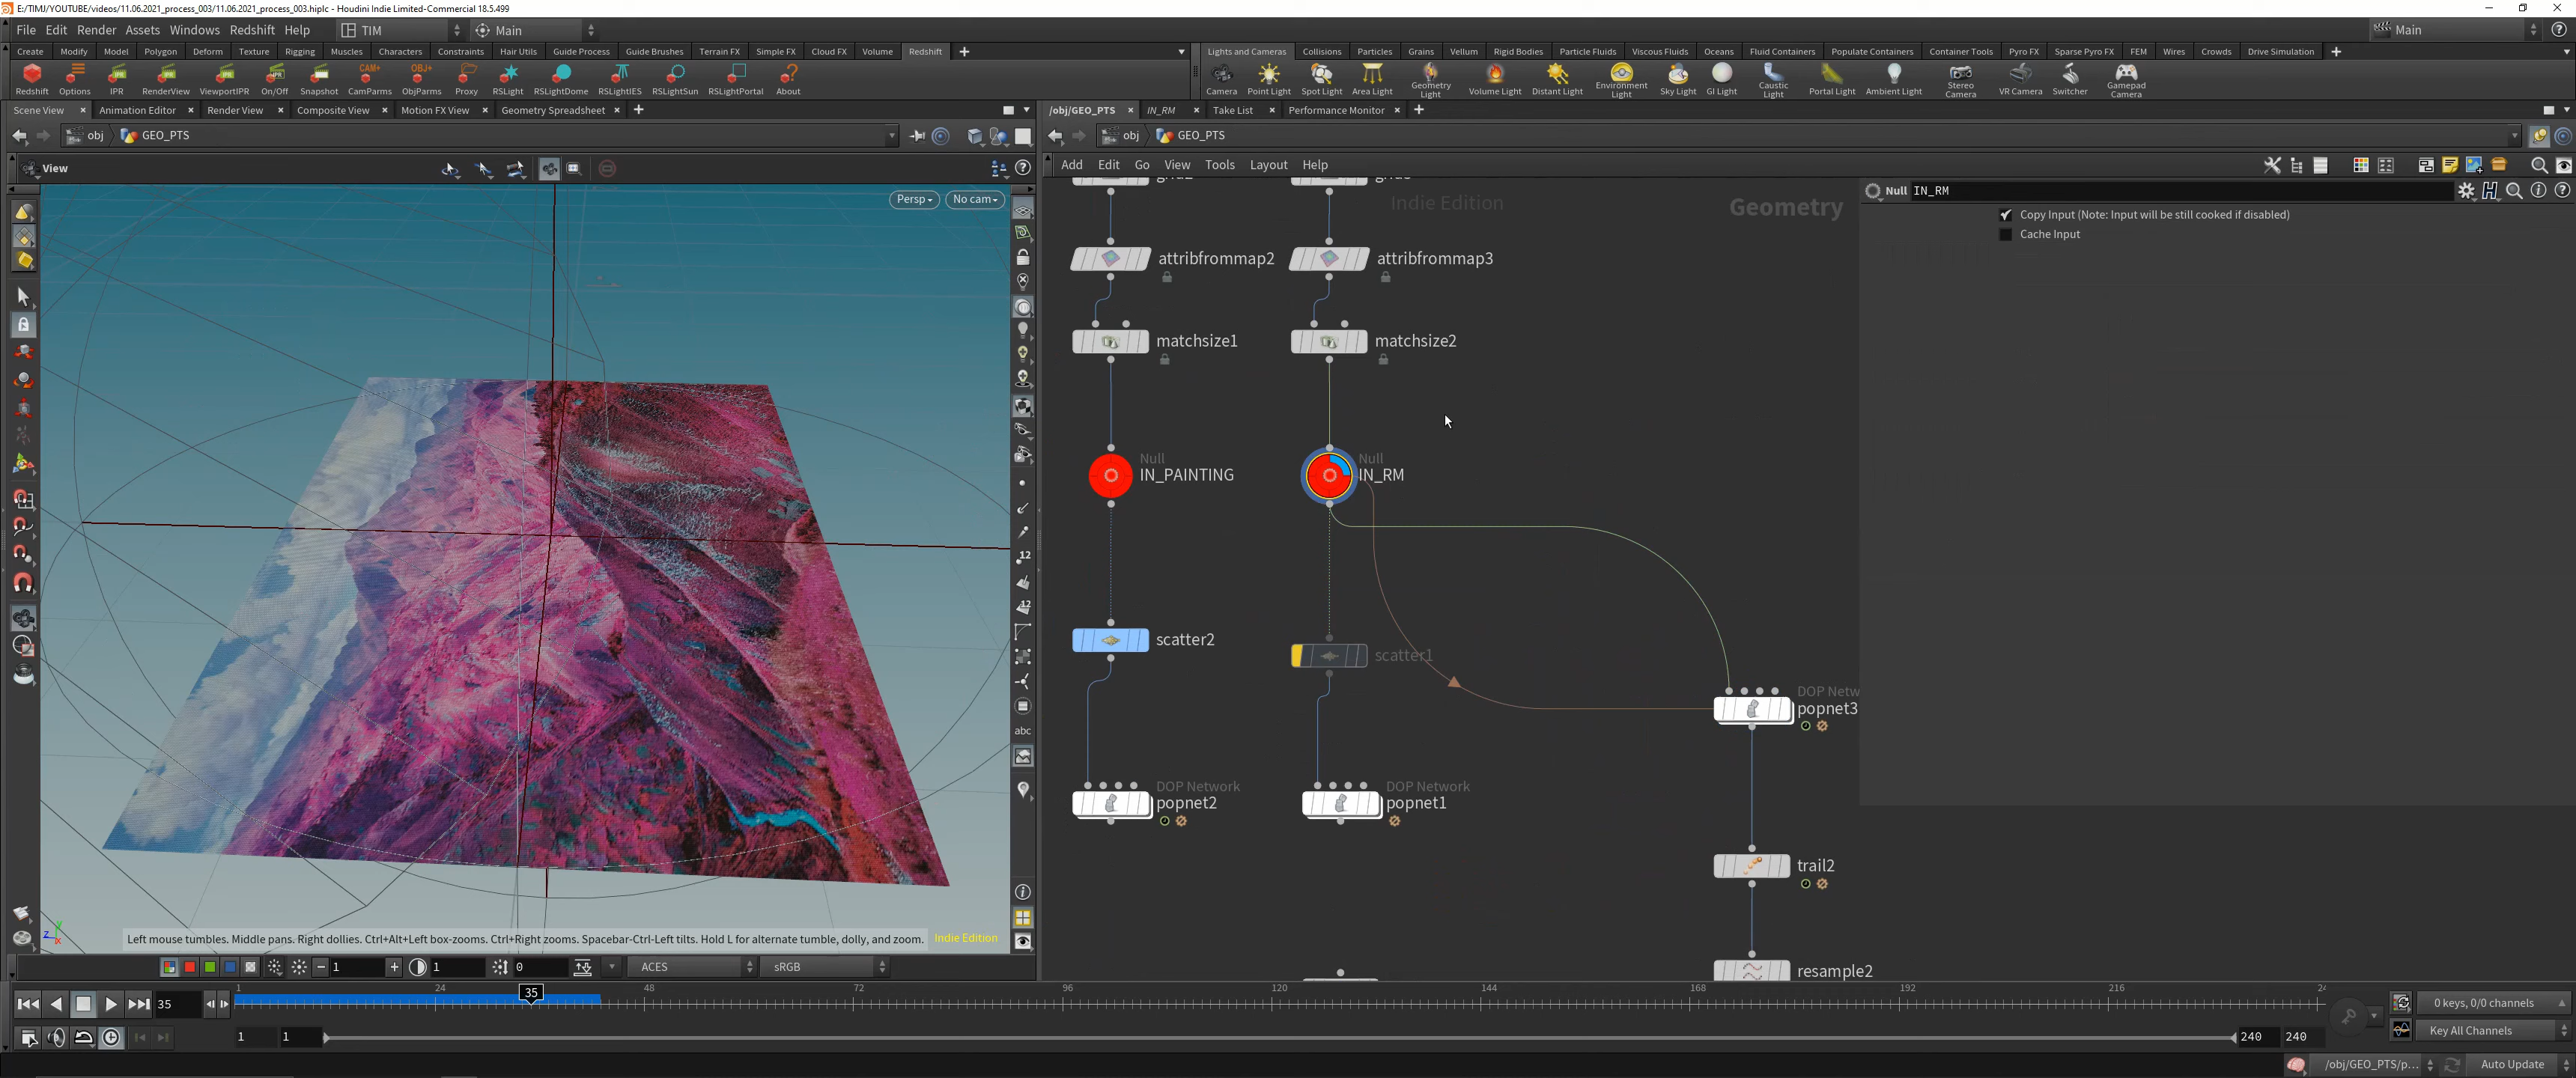 E:/TIMJ/YOUTUBE/videos/11.06.2021_process_003/11.06.2021_process_003.hiplc - Houdini Indie Limited-Commercial 18.5.499
File Edit Render Assets Windows Redshift Help TIM Main Main
Create Modify Model Polygon Deform Texture Rigging Muscles Characters Constraints Hair Utils Guide Process Guide Brushes Terrain FX Simple FX Cloud FX Volume Redshift
Lights and Cameras Collisions Particles Grains Vellum Rigid Bodies Particle Fluids Viscous Fluids Oceans Fluid Containers Populate Containers Container Tools Pyro FX Sparse Pyro FX FEM Wires Crowds Drive Simulation
Redshift Options IPR RenderView ViewportIPR On/Off Snapshot CamParms ObjParms Proxy RSLight RSLightDome RSLightIES RSLightSun RSLightPortal About
Camera Point Light Spot Light Area Light Geometry Light Volume Light Distant Light Environment Light Sky Light GI Light Caustic Light Portal Light Ambient Light Stereo Camera VR Camera Switcher Gamepad Camera
Scene View Animation Editor Render View Composite View Motion FX View Geometry Spreadsheet
/obj/GEO_PTS IN_RM Take List Performance Monitor
obj GEO_PTS
obj GEO_PTS
View
Add Edit Go View Tools Layout Help
Persp No cam
Indie Edition
Geometry
Null IN_RM
Copy Input (Note: Input will be still cooked if disabled)
Cache Input
attribfrommap2
attribfrommap3
matchsize1
matchsize2
Null
IN_PAINTING
Null
IN_RM
scatter2
scatter1
DOP Netw
popnet3
DOP Network
popnet2
DOP Network
popnet1
trail2
resample2
12
12
abc
Left mouse tumbles. Middle pans. Right dollies. Ctrl+Alt+Left box-zooms. Ctrl+Right zooms. Spacebar-Ctrl-Left tilts. Hold L for alternate tumble, dolly, and zoom.
Indie Edition
1 1 0 ACES sRGB
35 1 24 35 48 72 96 120 144 168 192 216 24
0 keys, 0/0 channels
1 1 240 240
Key All Channels
/obj/GEO_PTS/p... Auto Update